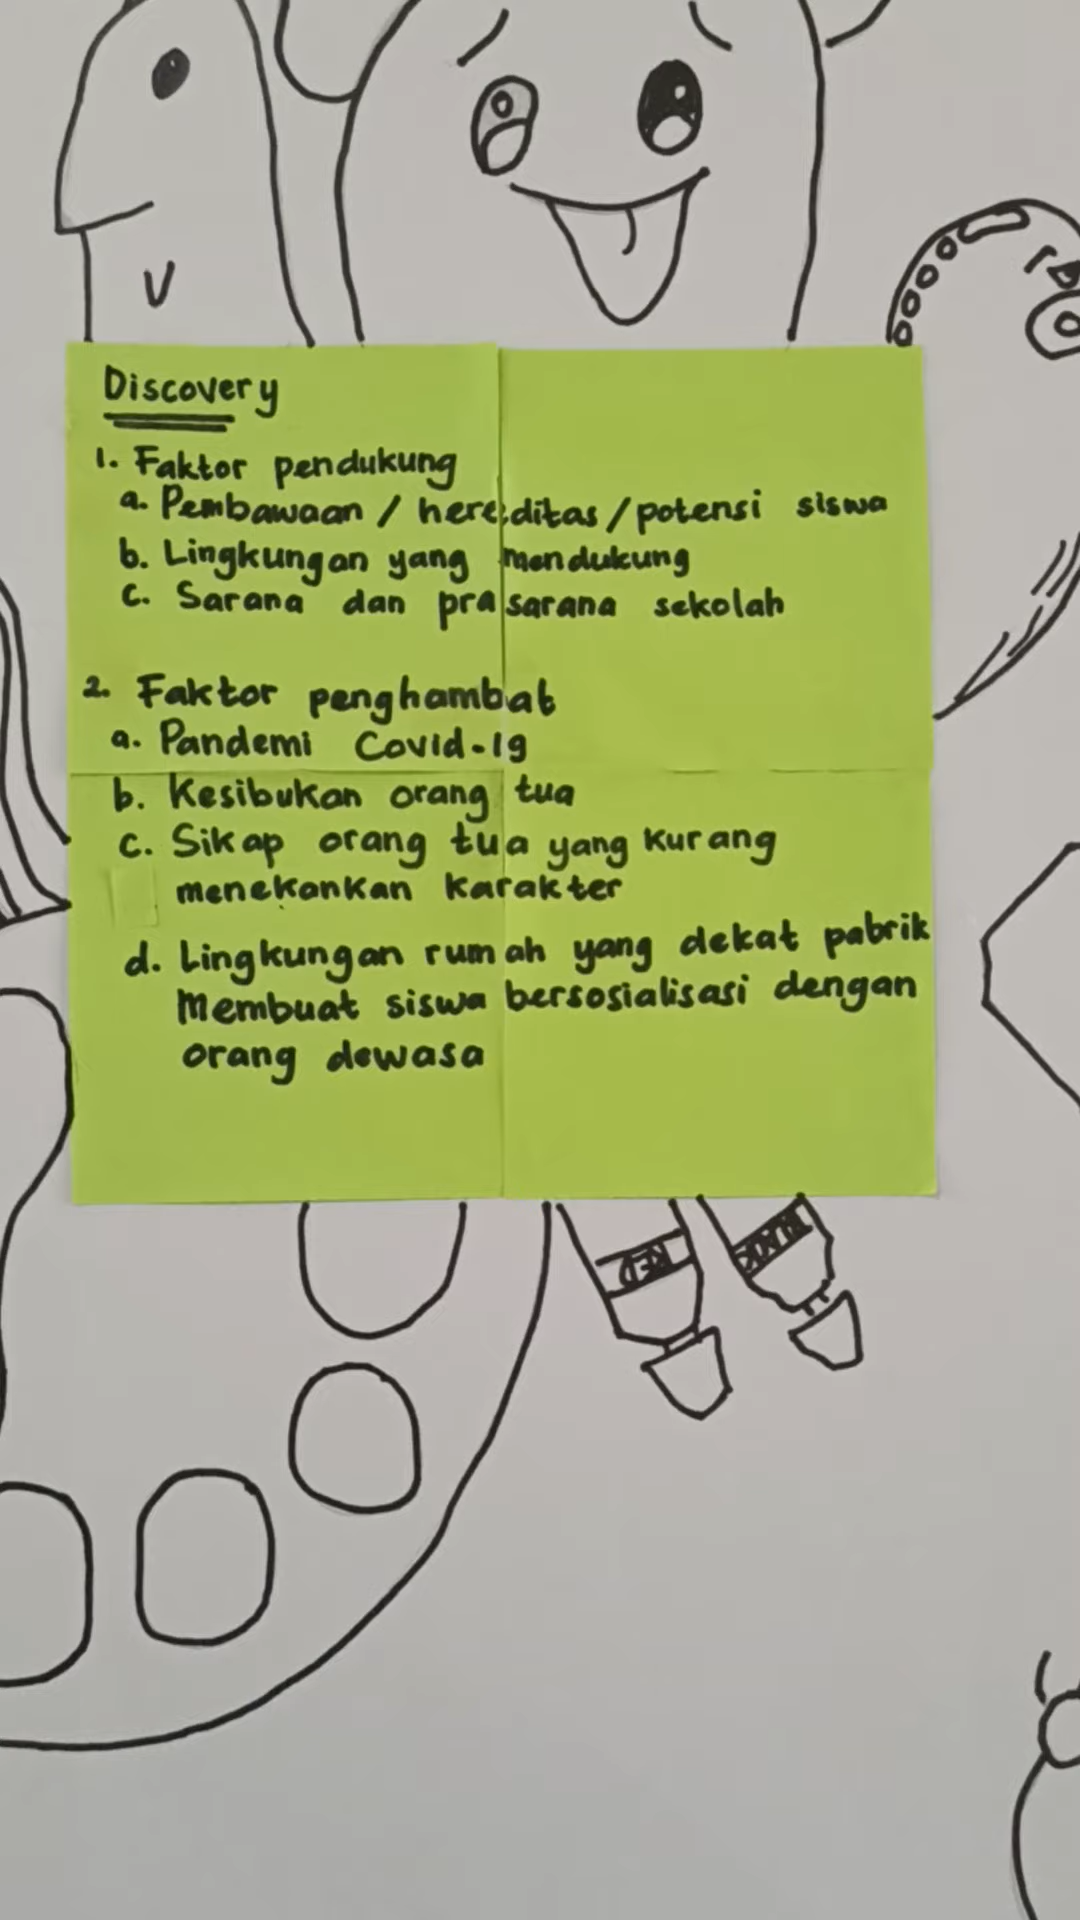 Discovery
1. Faktor pendukung
a. Pembawaan / hereditas / potensi siswa
b. Lingkungan yang mendukung
c. Sarana dan prasarana sekolah
2. Faktor penghambat
a. Pandemi Covid-19
b. Kesibukan orang tua
c. Sikap orang tua yang kurang
menekankan karakter
d. Lingkungan rumah yang dekat pabrik
Membuat siswa bersosialisasi dengan
orang dewasa
RED
BLACK